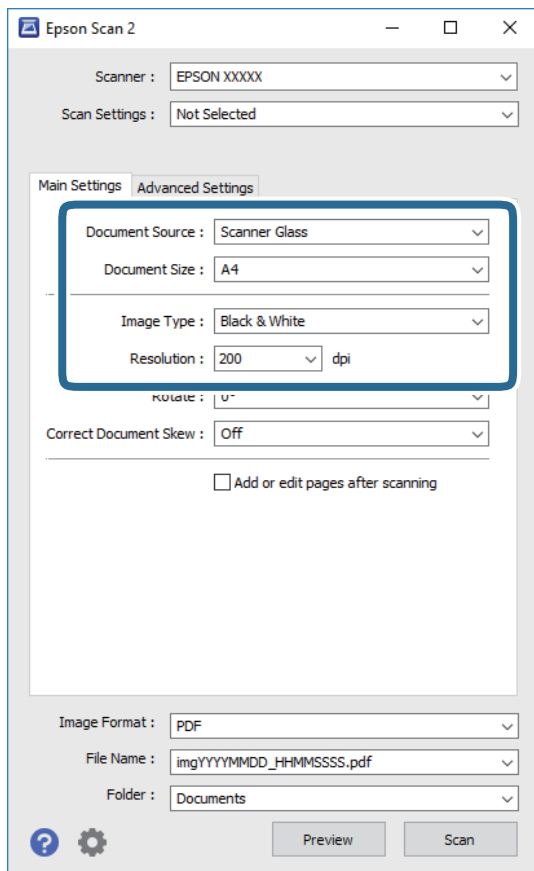 Epson Scan 2
Scanner : EPSON XXXXX
Scan Settings : Not Selected
Main Settings Advanced Settings
Document Source : Scanner Glass
Document Size : A4
Image Type : Black & White
Resolution : 200 dpi
Rotate : 0°
Correct Document Skew : Off
Add or edit pages after scanning
Image Format : PDF
File Name : imgYYYYMMDD_HHMMSSSS.pdf
Folder : Documents
? Preview Scan